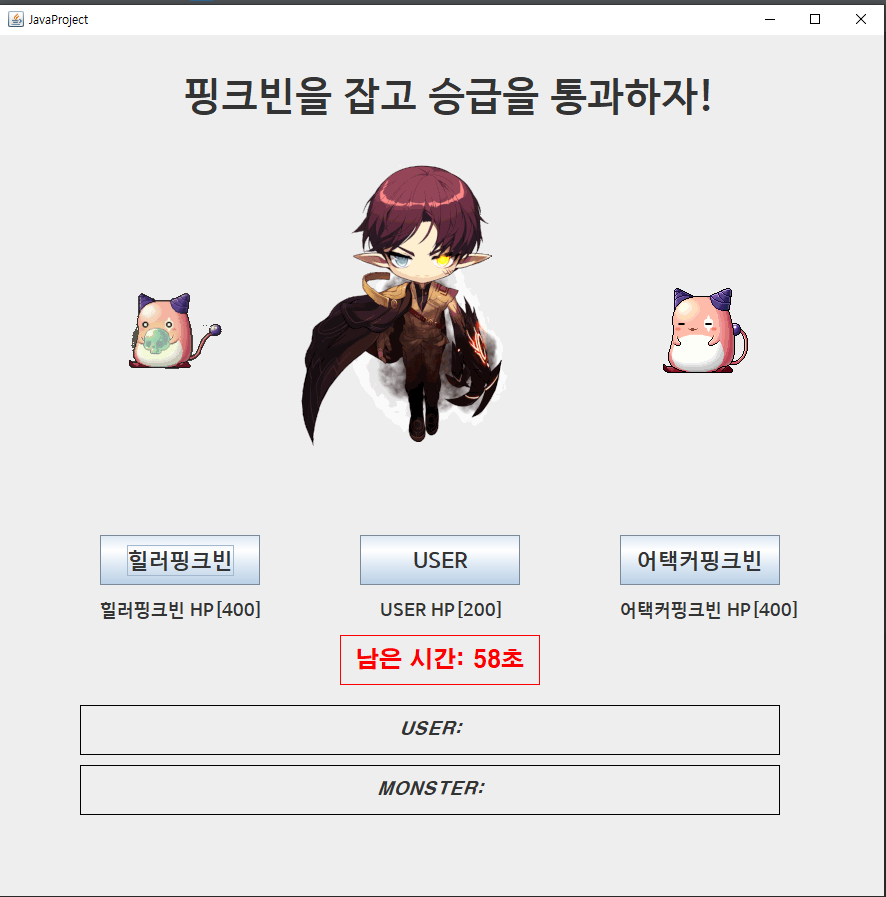 JavaProject
핑크빈을 잡고 승급을 통과하자!
힐러핑크빈
USER
어택커핑크빈
힐러핑크빈 HP[400]
USER HP[200]
어택커핑크빈 HP[400]
남은 시간: 58초
USER:
MONSTER: